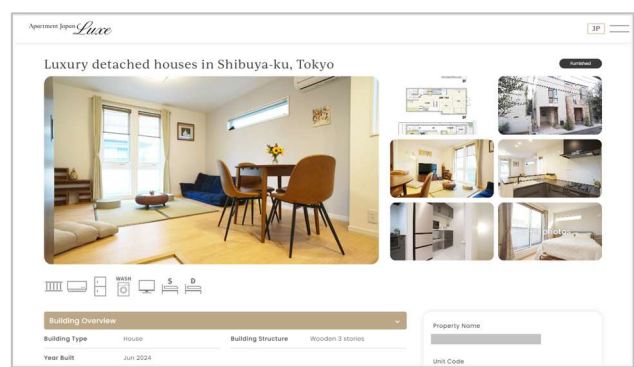 Apartment Japan Luxe
JP
Luxury detached houses in Shibuya-ku, Tokyo
Furnished
photos
WASH
S
D
Building Overview
Building Type House
Building Structure Wooden 3 stories
Year Built Jun 2024
Property Name
Unit Code